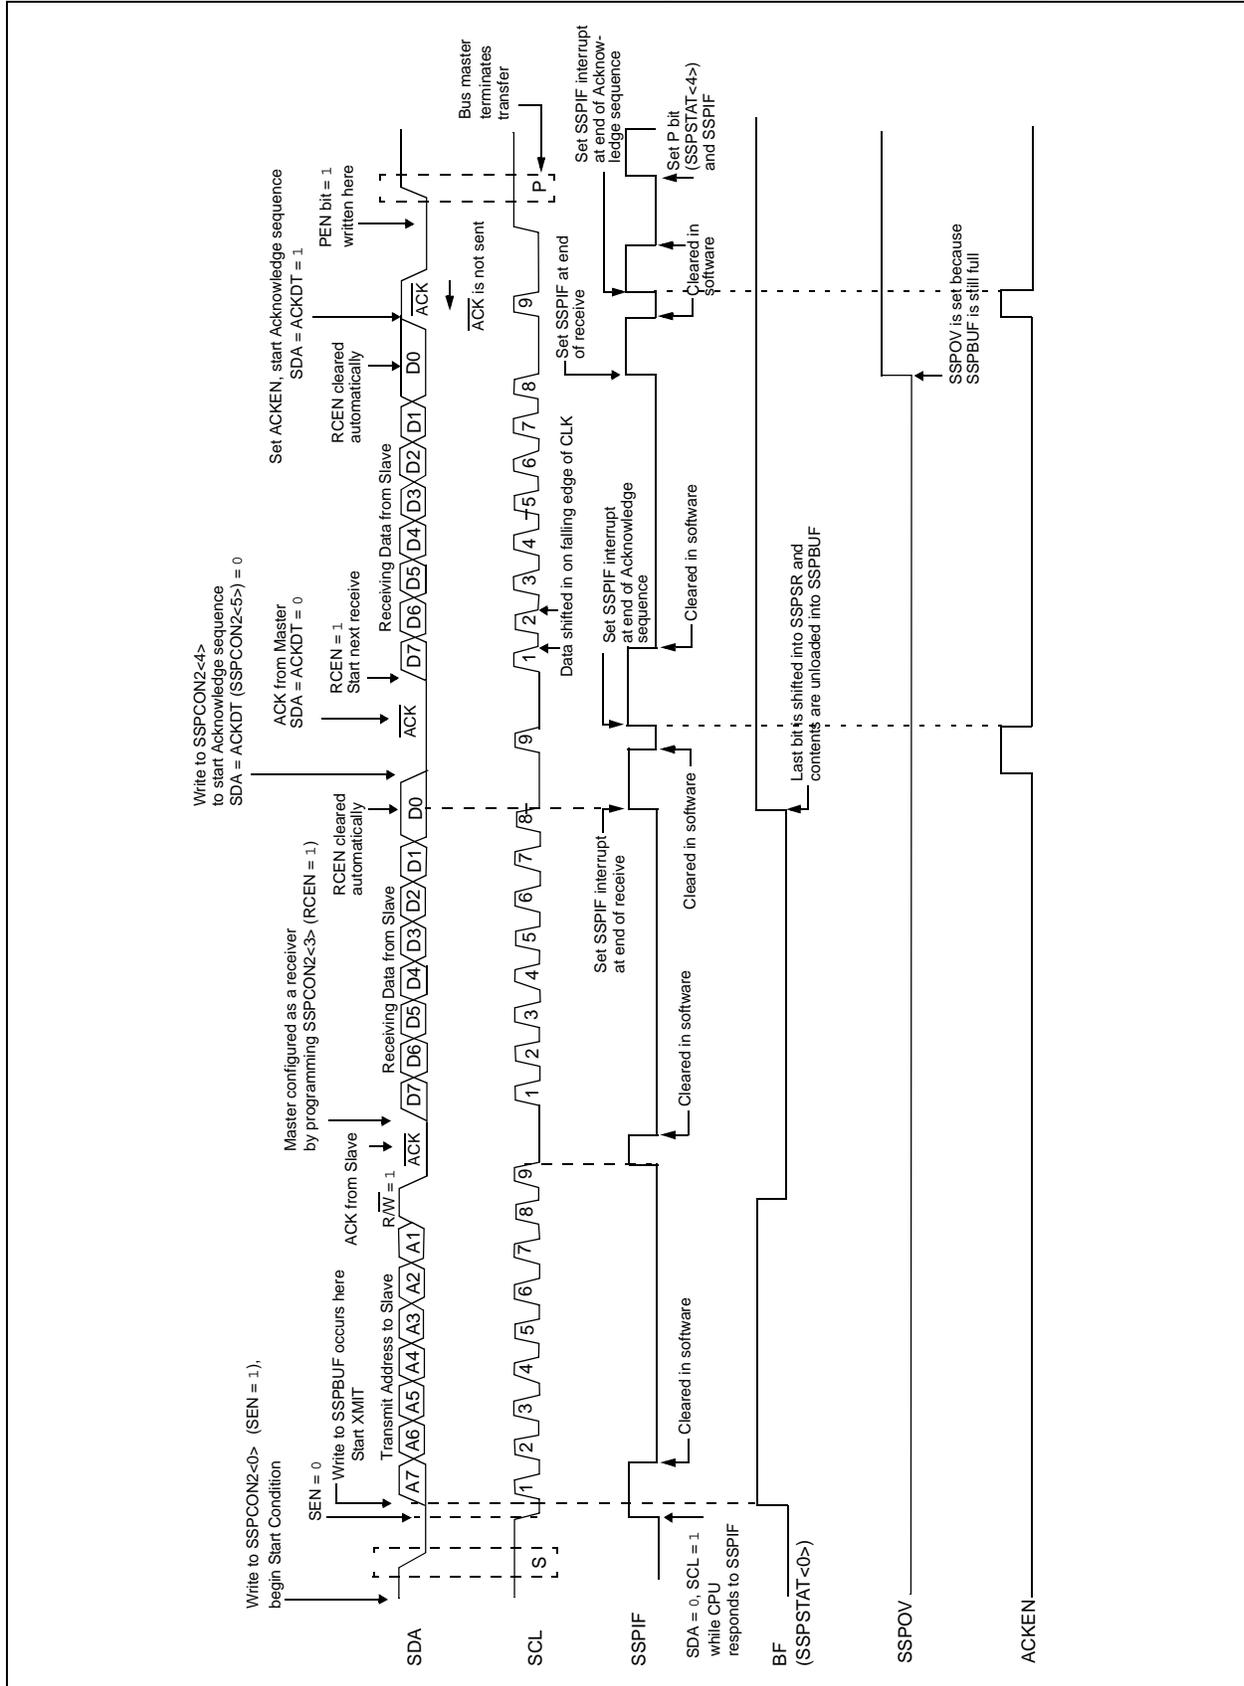 Write to SSPCON2<4>
to start Acknowledge sequence
SDA = ACKDT (SSPCON2<5>) = 0
Set ACKEN, start Acknowledge sequence
SDA = ACKDT = 1
Write to SSPCON2<0> (SEN = 1),
begin Start Condition
Master configured as a receiver
by programming SSPCON2<3> (RCEN = 1)
ACK from Master
SDA = ACKDT = 0
PEN bit = 1
written here
SEN = 0
Write to SSPBUF occurs here
Start XMIT
ACK from Slave
RCEN cleared
automatically
RCEN = 1
Start next receive
RCEN cleared
automatically
Transmit Address to Slave
R/W = 1
Receiving Data from Slave
Receiving Data from Slave
SDA
A7 A6 A5 A4 A3 A2 A1
ACK
D7 D6 D5 D4 D3 D2 D1 D0
ACK
D7 D6 D5 D4 D3 D2 D1 D0
ACK
ACK is not sent
Bus master
terminates
transfer
SCL
S
1 2 3 4 5 6 7 8 9
1 2 3 4 5 6 7 8
9
1 2 3 4 5 6 7 8
9
P
Data shifted in on falling edge of CLK
Set SSPIF interrupt
at end of receive
Set SSPIF interrupt
at end of Acknowledge
sequence
Set SSPIF at end
of receive
Set SSPIF interrupt
at end of Acknow-
ledge sequence
SSPIF
SDA = 0, SCL = 1
while CPU
responds to SSPIF
Cleared in software
Cleared in software
Cleared in software
Cleared in software
Cleared in software
Cleared in
software
Set P bit
(SSPSTAT<4>)
and SSPIF
BF
(SSPSTAT<0>)
Last bit is shifted into SSPSR and
contents are unloaded into SSPBUF
SSPOV
SSPOV is set because
SSPBUF is still full
ACKEN